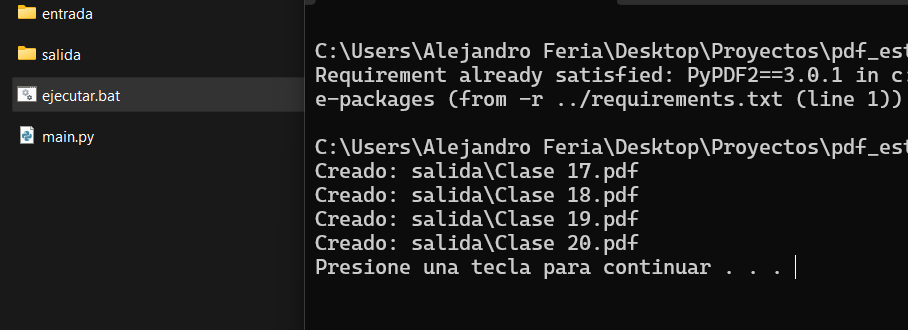 entrada
salida
ejecutar.bat
main.py
C:\Users\Alejandro Feria\Desktop\Proyectos\pdf_es
Requirement already satisfied: PyPDF2==3.0.1 in c:
e-packages (from -r ../requirements.txt (line 1))
C:\Users\Alejandro Feria\Desktop\Proyectos\pdf_es
Creado: salida\Clase 17.pdf
Creado: salida\Clase 18.pdf
Creado: salida\Clase 19.pdf
Creado: salida\Clase 20.pdf
Presione una tecla para continuar . . .